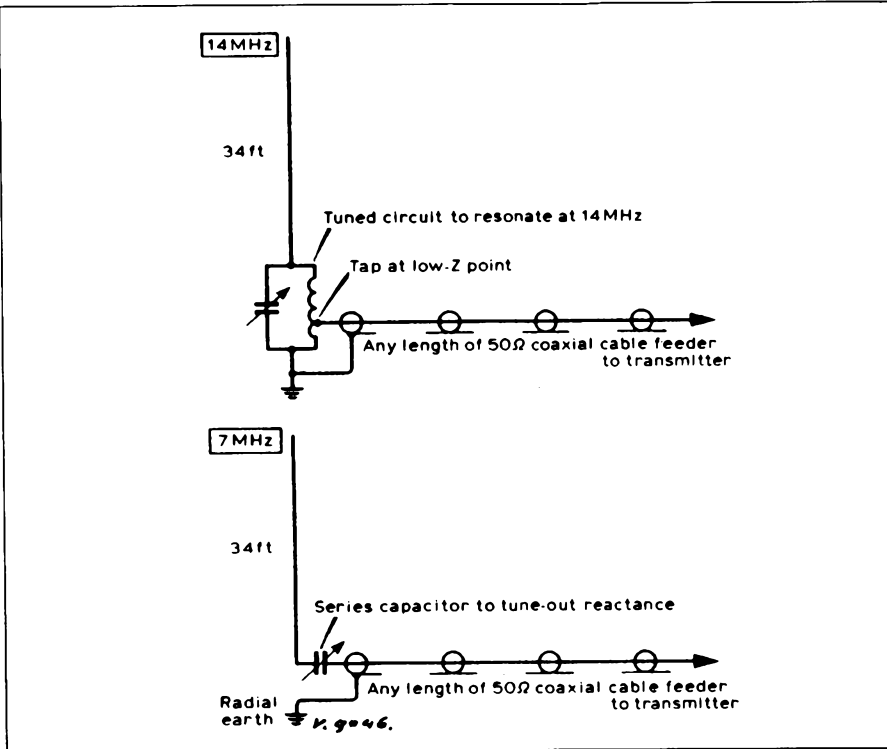 14MHz
34ft
Tuned circuit to resonate at 14MHz
Tap at low-Z point
Any length of 50Ω coaxial cable feeder
to transmitter
7MHz
34ft
Series capacitor to tune-out reactance
Any length of 50Ω coaxial cable feeder
to transmitter
Radial
earth